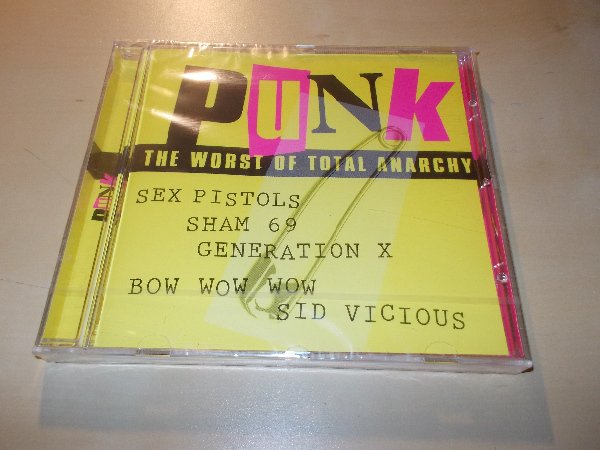 PuNk
THE WORST OF TOTAL ANARCHY
SEX PISTOLS
SHAM 69
GENERATION X
BOW WOW WOW
SID VICIOUS
PuNk